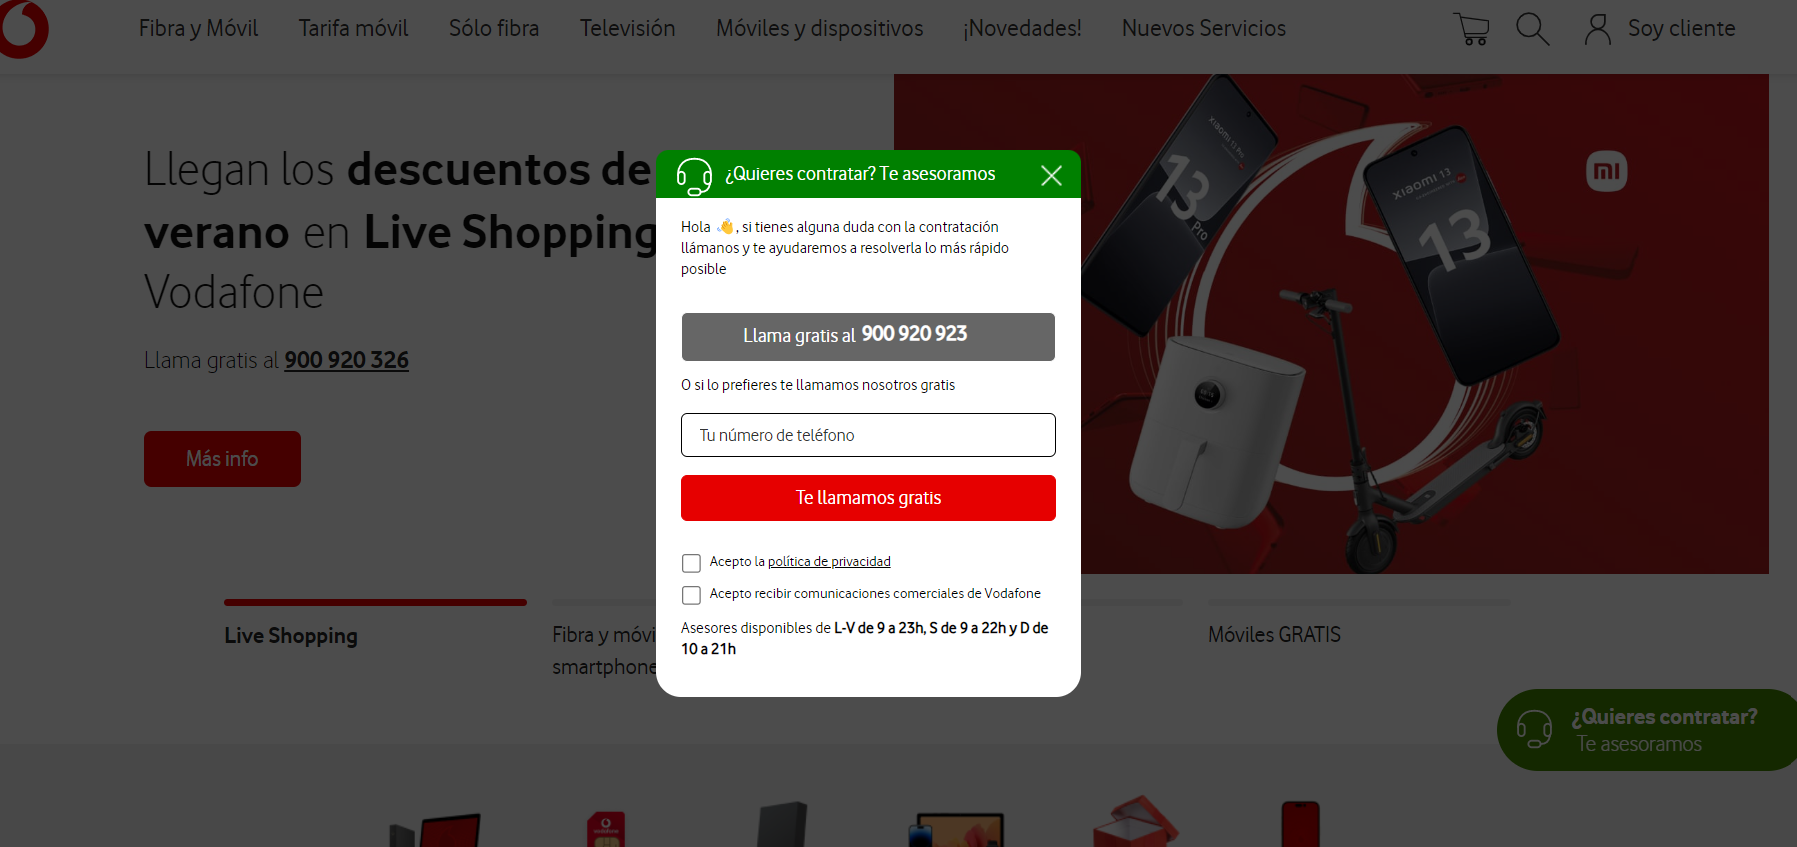 Fibra y Móvil
Tarifa móvil
Sólo fibra
Televisión
Móviles y dispositivos
¡Novedades!
Nuevos Servicios
Soy cliente
Llegan los descuentos de
verano en Live Shopping
Vodafone
Llama gratis al 900 920 326
Más info
xiaomi 13 Pro
13
Pro
xiaomi 13
13
mi
¿Quieres contratar? Te asesoramos
Hola 👋, si tienes alguna duda con la contratación
llámanos y te ayudaremos a resolverla lo más rápido
posible
Llama gratis al 900 920 923
O si lo prefieres te llamamos nosotros gratis
Tu número de teléfono
Te llamamos gratis
Acepto la política de privacidad
Acepto recibir comunicaciones comerciales de Vodafone
Asesores disponibles de L-V de 9 a 23h, S de 9 a 22h y D de
10 a 21h
Live Shopping
Fibra y móvi
smartphone
Móviles GRATIS
¿Quieres contratar?
Te asesoramos
vodafone